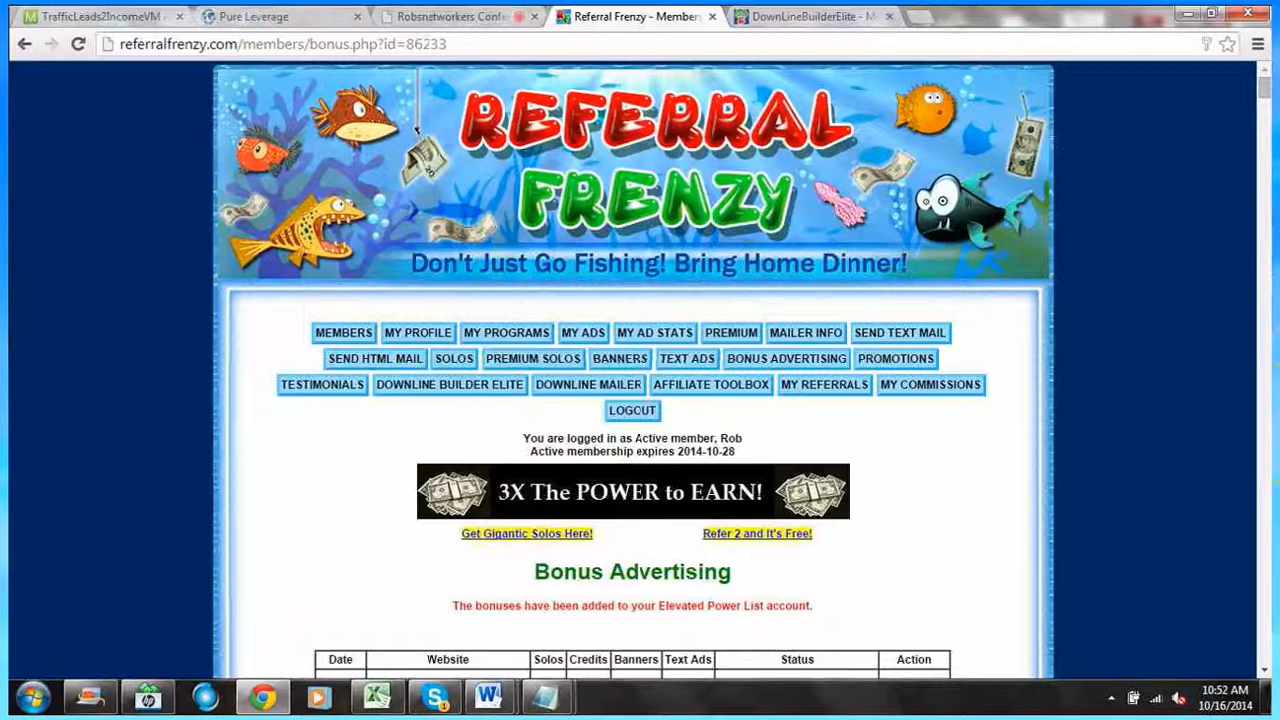 TrafficLeads2IncomeVM
Pure Leverage
Robsnetworkers Confe
Referral Frenzy - Members
DownLineBuilderElite - M
referralfrenzy.com/members/bonus.php?id=86233
REFERRAL
FRENZY
Don't Just Go Fishing! Bring Home Dinner!
MEMBERS MY PROFILE MY PROGRAMS MY ADS MY AD STATS PREMIUM MAILER INFO SEND TEXT MAIL
SEND HTML MAIL SOLOS PREMIUM SOLOS BANNERS TEXT ADS BONUS ADVERTISING PROMOTIONS
TESTIMONIALS DOWNLINE BUILDER ELITE DOWNLINE MAILER AFFILIATE TOOLBOX MY REFERRALS MY COMMISSIONS
LOGOUT
You are logged in as Active member, Rob
Active membership expires 2014-10-28
3X The POWER to EARN!
Get Gigantic Solos Here! Refer 2 and It's Free!
Bonus Advertising
The bonuses have been added to your Elevated Power List account.
Date Website Solos Credits Banners Text Ads Status Action
10:52 AM
10/16/2014